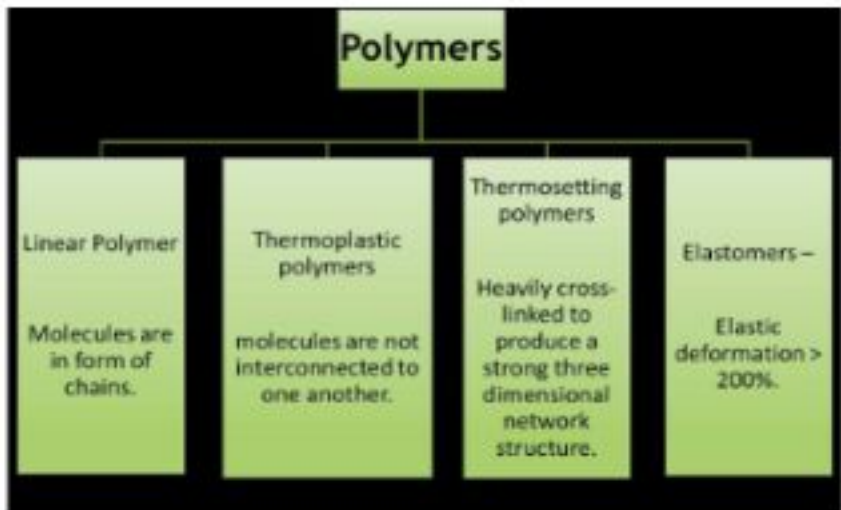 Polymers
Linear Polymer
Molecules are
in form of
chains.
Thermoplastic
polymers
molecules are not
interconnected to
one another.
Thermosetting
polymers
Heavily cross-
linked to
produce a
strong three
dimensional
network
structure.
Elastomers –
Elastic
deformation >
200%.